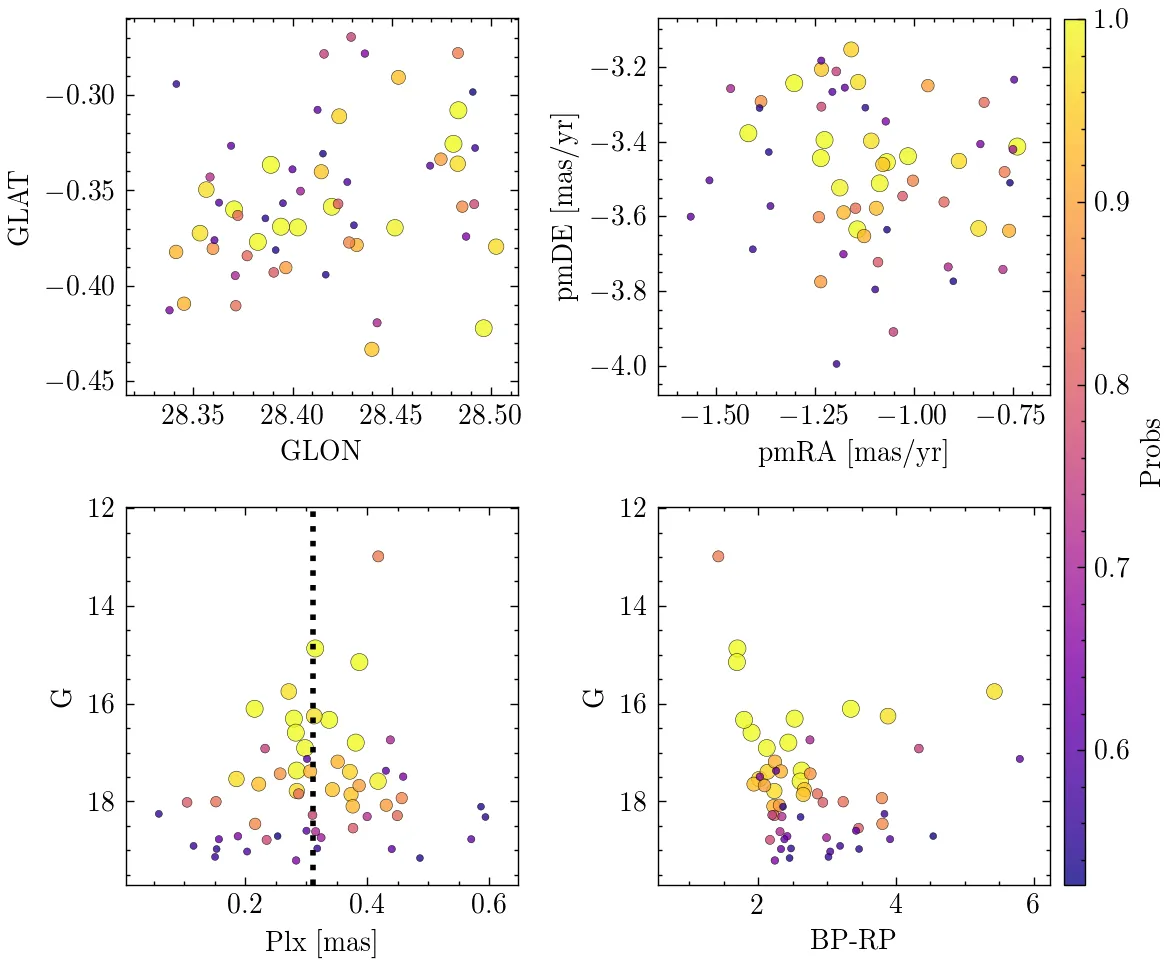 −0.30
−0.35
−0.40
−0.45
GLAT
28.35 28.40 28.45 28.50
GLON
−3.2
−3.4
−3.6
−3.8
−4.0
pmDE [mas/yr]
−1.50 −1.25 −1.00 −0.75
pmRA [mas/yr]
1.0
0.9
0.8
0.7
0.6
Probs
12
14
16
18
G
0.2 0.4 0.6
Plx [mas]
12
14
16
18
G
2 4 6
BP-RP